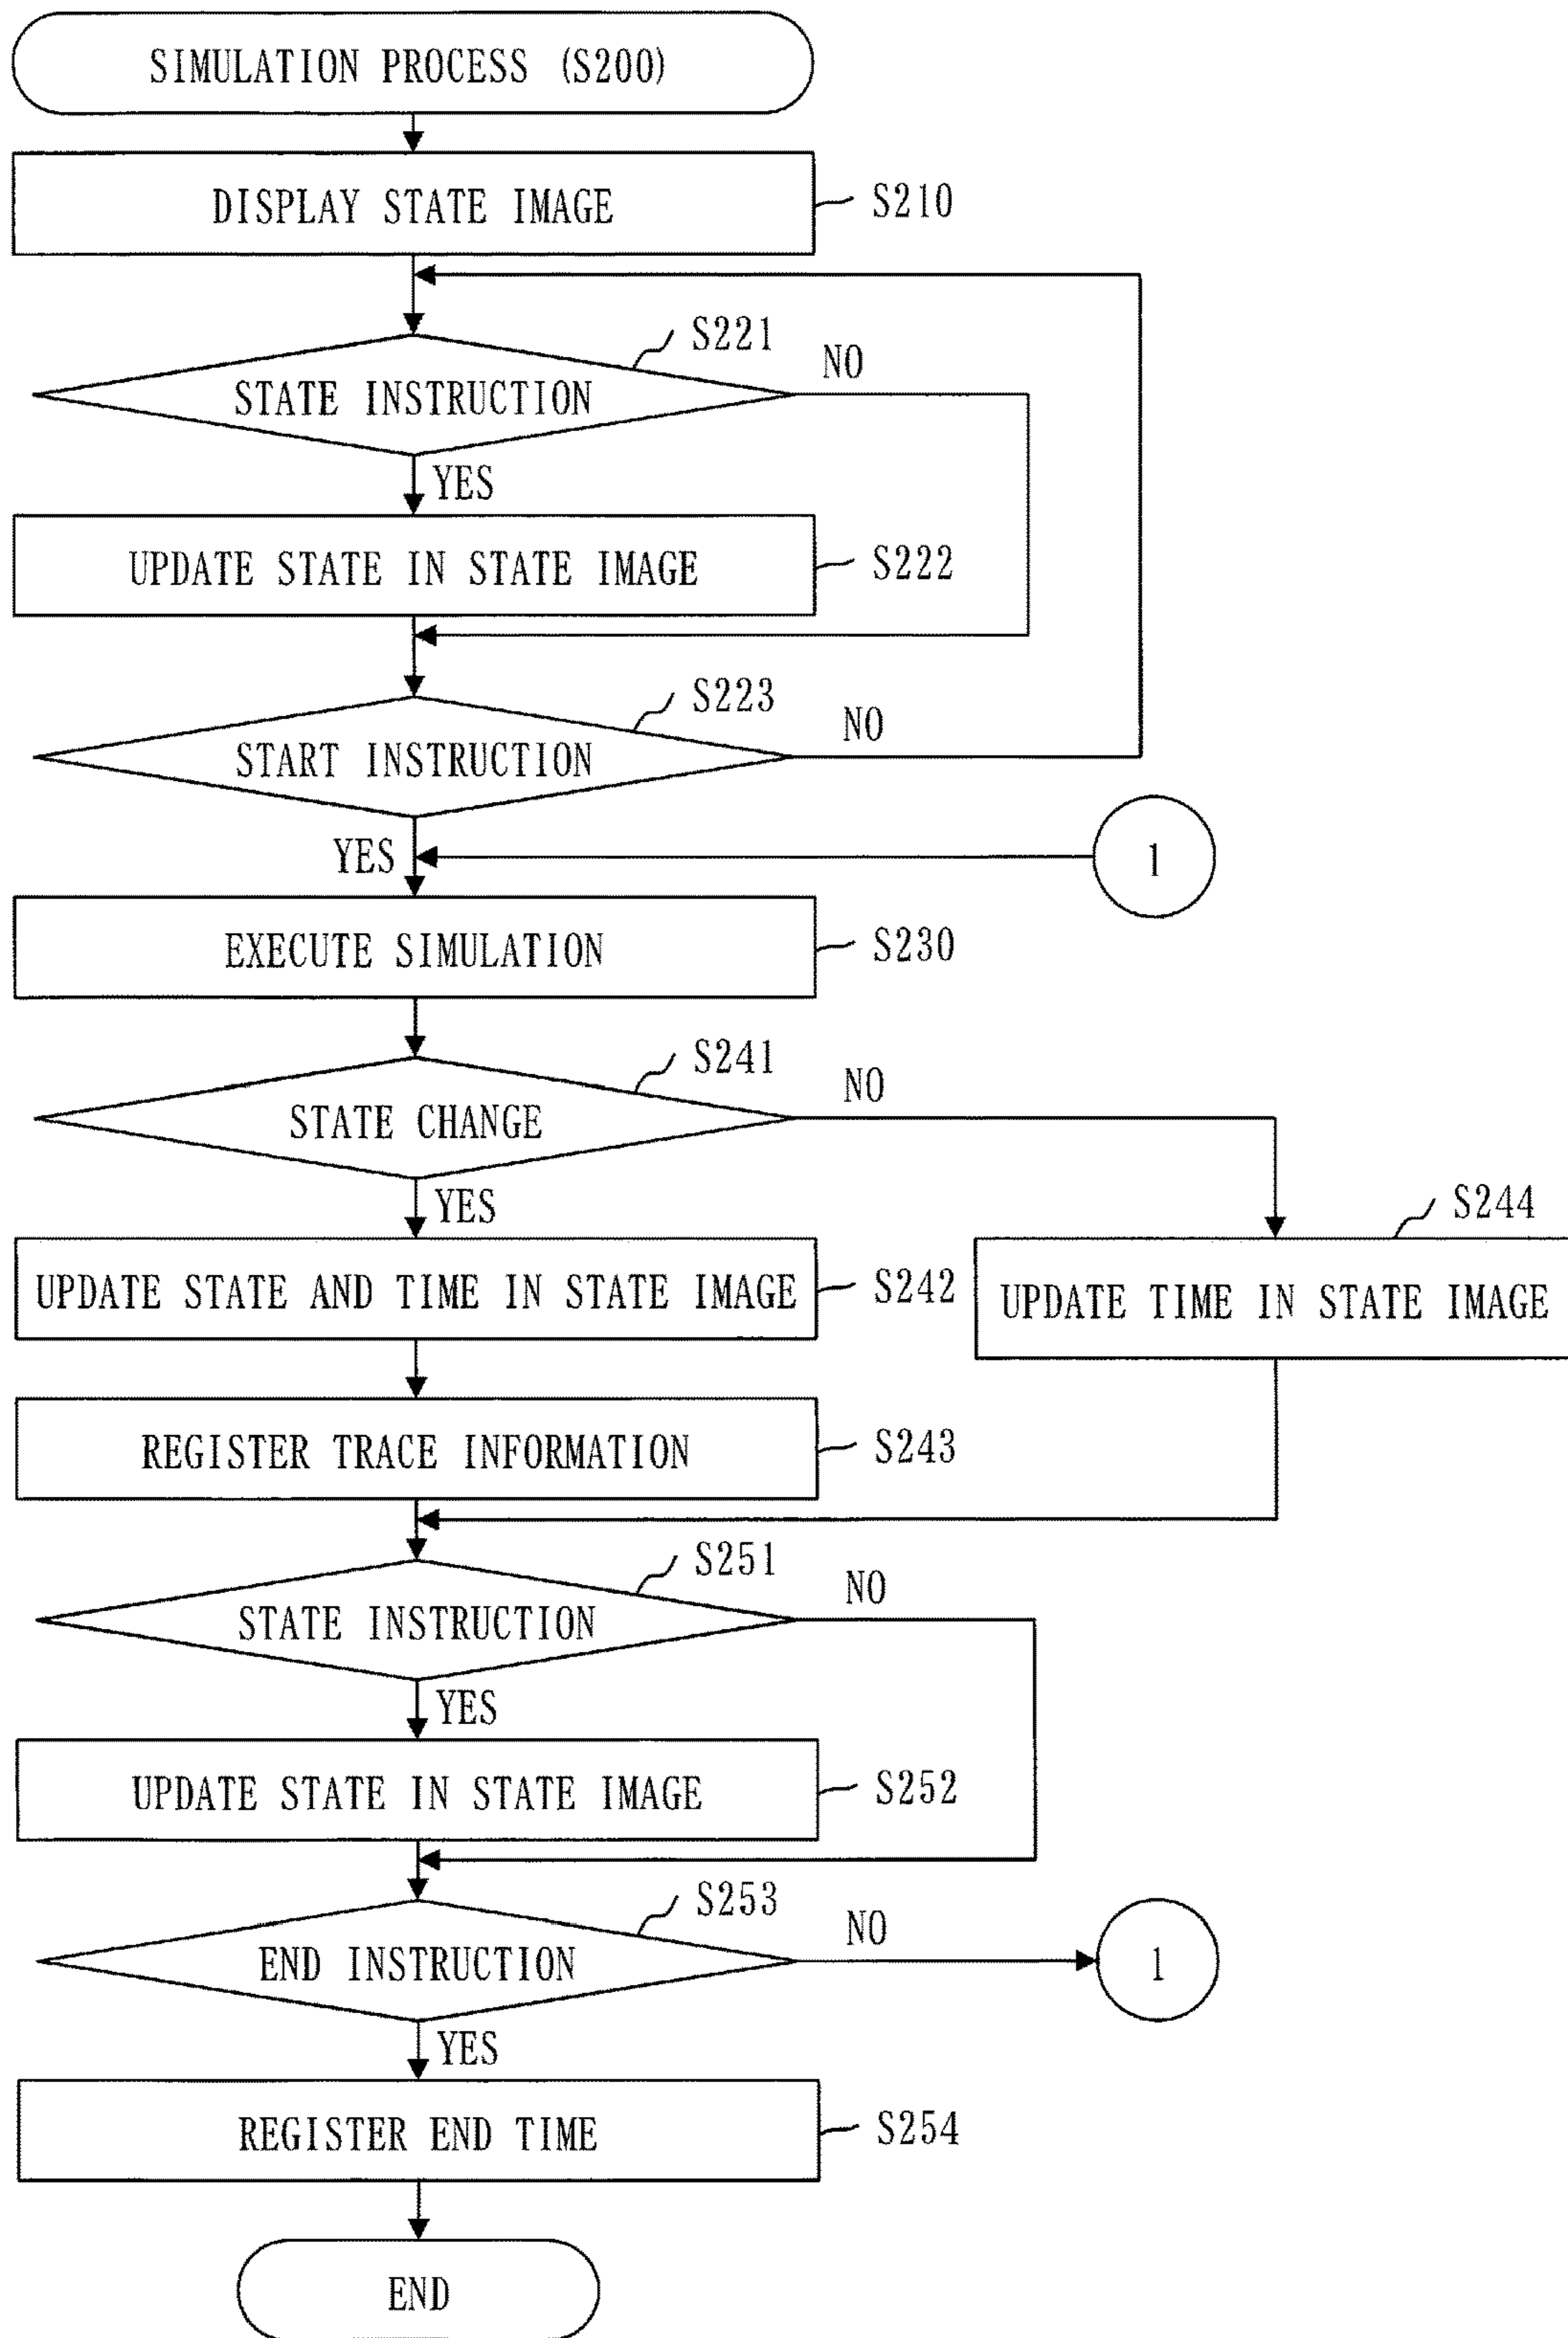 SIMULATION PROCESS (S200)
DISPLAY STATE IMAGE
S210
S221
NO
STATE INSTRUCTION
YES
UPDATE STATE IN STATE IMAGE
S222
S223
NO
START INSTRUCTION
YES
1
EXECUTE SIMULATION
S230
S241
NO
STATE CHANGE
YES
S244
UPDATE STATE AND TIME IN STATE IMAGE
S242
UPDATE TIME IN STATE IMAGE
REGISTER TRACE INFORMATION
S243
S251
NO
STATE INSTRUCTION
YES
UPDATE STATE IN STATE IMAGE
S252
S253
NO
END INSTRUCTION
1
YES
REGISTER END TIME
S254
END